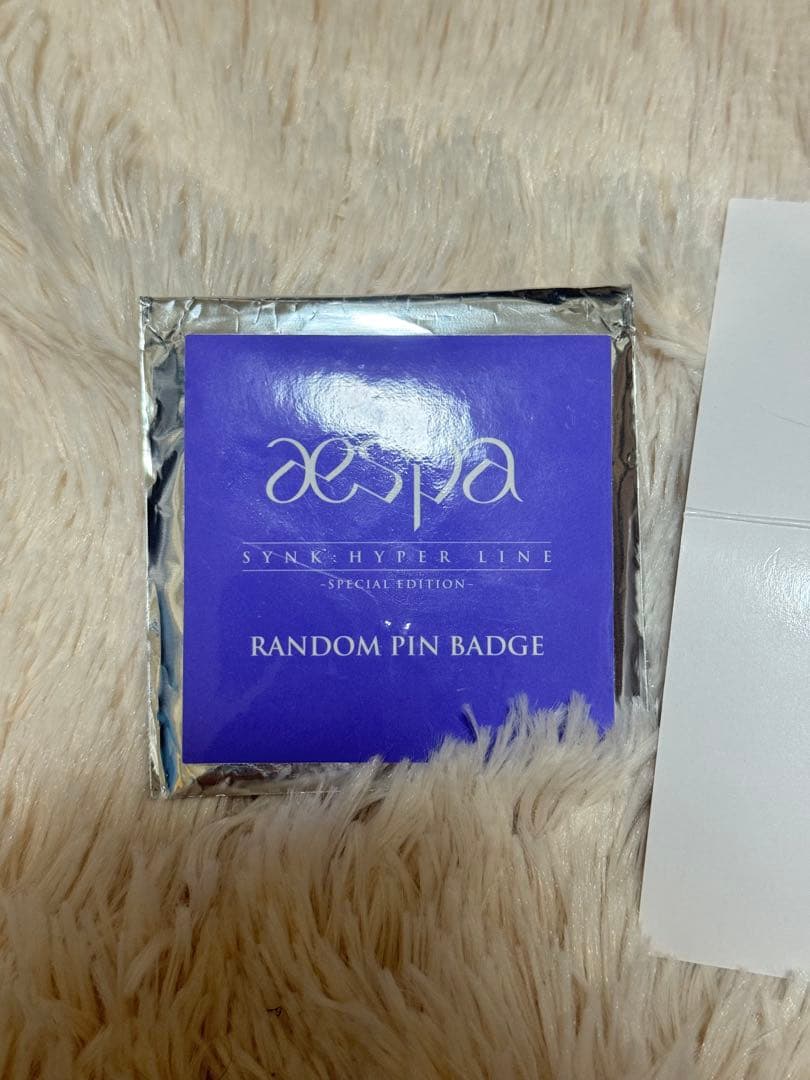 aespa
SYNK : HYPER LINE
-SPECIAL EDITION-
RANDOM PIN BADGE